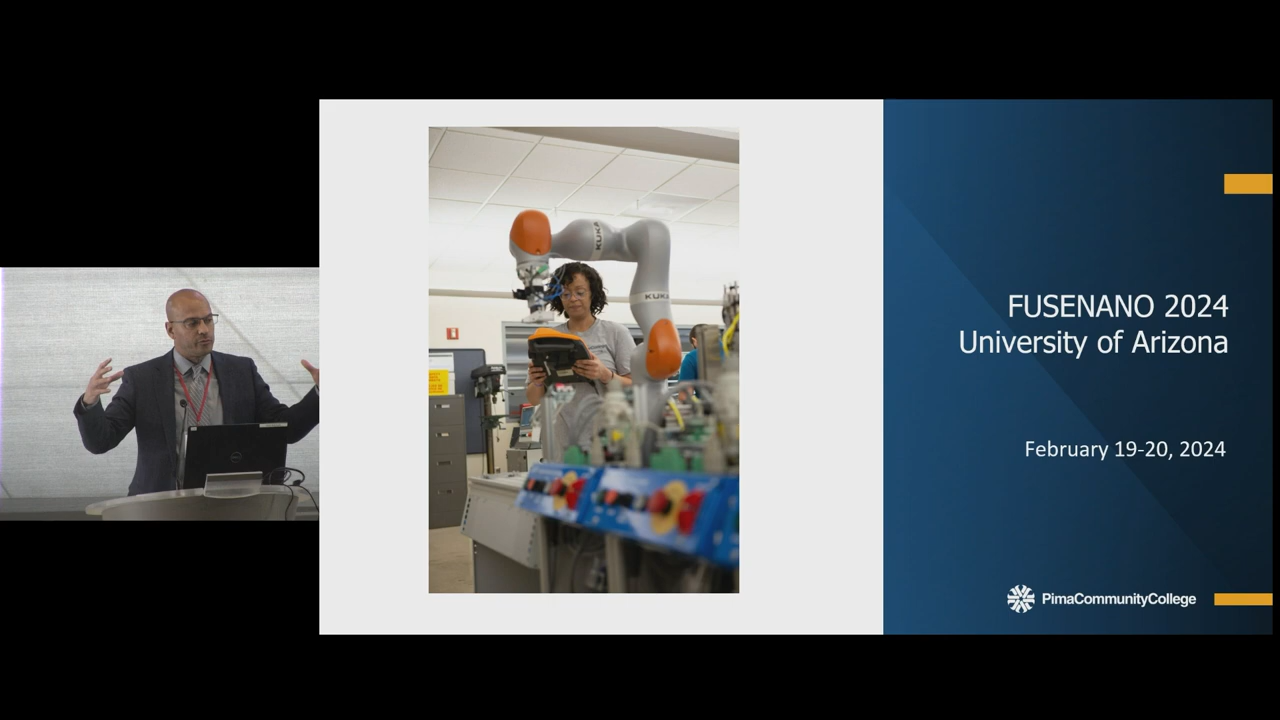 KUKA
KUKA
FUSENANO 2024
University of Arizona
February 19-20, 2024
PimaCommunityCollege